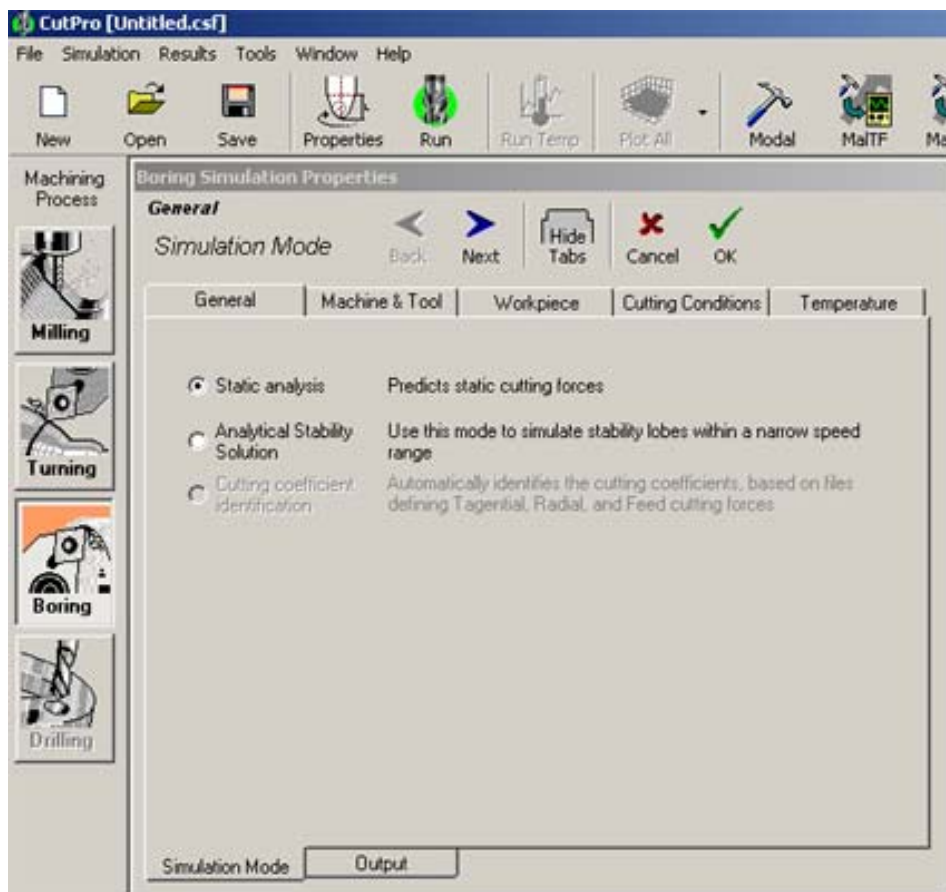 CutPro [Untitled.csf]
File Simulation Results Tools Window Help
New Open Save Properties Run Run Temp Plot All Modal MalTF
Machining
Process
Milling
Turning
Boring
Drilling
Boring Simulation Properties
General
Simulation Mode
Back Next Hide
Tabs Cancel OK
General Machine & Tool Workpiece Cutting Conditions Temperature
Static analysis Predicts static cutting forces
Analytical Stability Use this mode to simulate stability lobes within a narrow speed
Solution range
Cutting coefficient Automatically identifies the cutting coefficients, based on files
identification defining Tagential, Radial, and Feed cutting forces
Simulation Mode Output